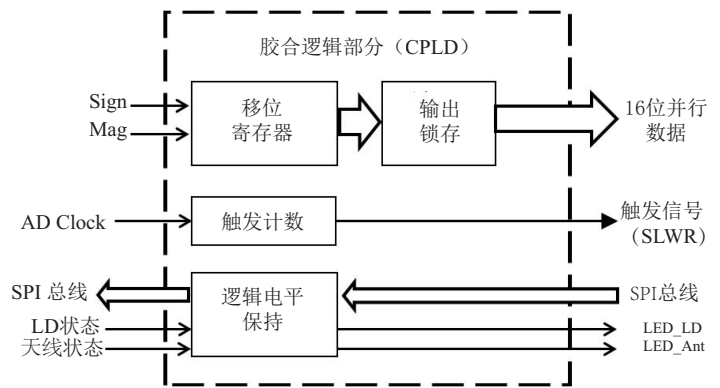 胶合逻辑部分（CPLD）
Sign
Mag
移位
寄存器
输出
锁存
16位并行
数据
AD Clock
触发计数
触发信号
（SLWR）
SPI 总线
逻辑电平
保持
SPI总线
LD状态
天线状态
LED_LD
LED_Ant